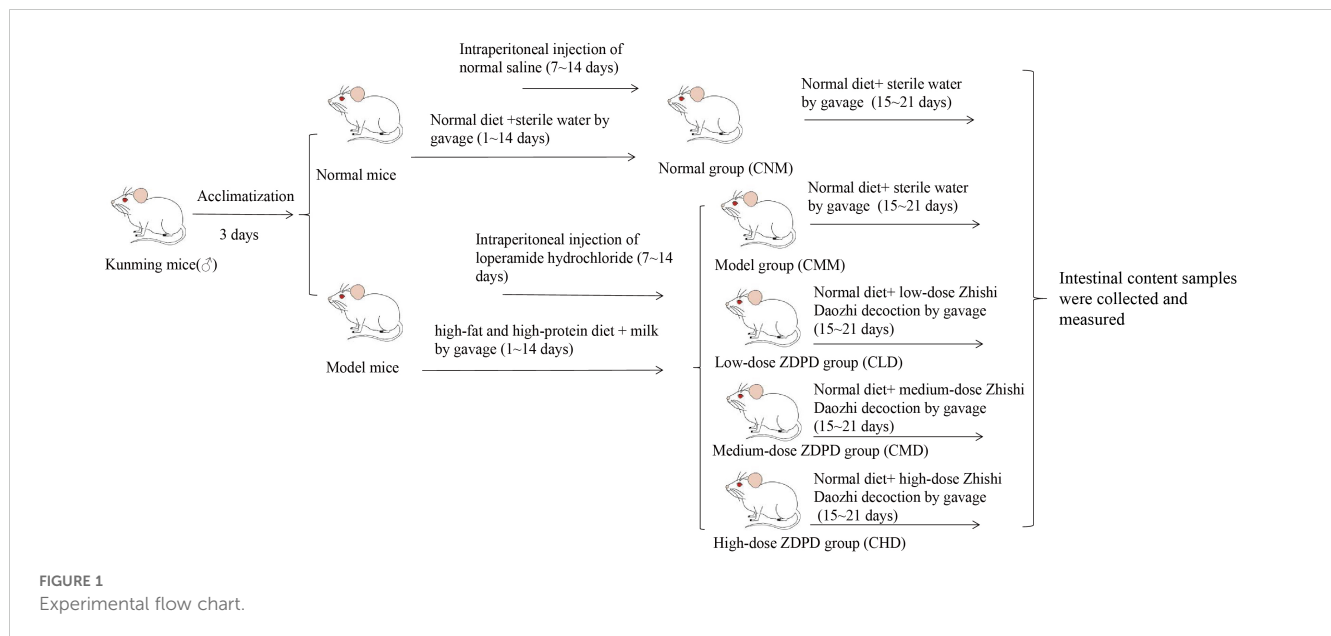 Intraperitoneal injection of
normal saline (7~14 days)
Normal diet+ sterile water
by gavage (15~21 days)
Normal diet +sterile water by
gavage (1~14 days)
Normal mice
Normal group (CNM)
Acclimatization
3 days
Kunming mice(♂)
Normal diet+ sterile water
by gavage (15~21 days)
Intraperitoneal injection of
loperamide hydrochloride (7~14
days)
Model group (CMM)
high-fat and high-protein diet + milk
by gavage (1~14 days)
Model mice
Normal diet+ low-dose Zhishi
Daozhi decoction by gavage
(15~21 days)
Low-dose ZDPD group (CLD)
Normal diet+ medium-dose Zhishi
Daozhi decoction by gavage
(15~21 days)
Medium-dose ZDPD group (CMD)
Normal diet+ high-dose Zhishi
Daozhi decoction by gavage
(15~21 days)
High-dose ZDPD group (CHD)
Intestinal content samples
were collected and
measured
FIGURE 1
Experimental flow chart.